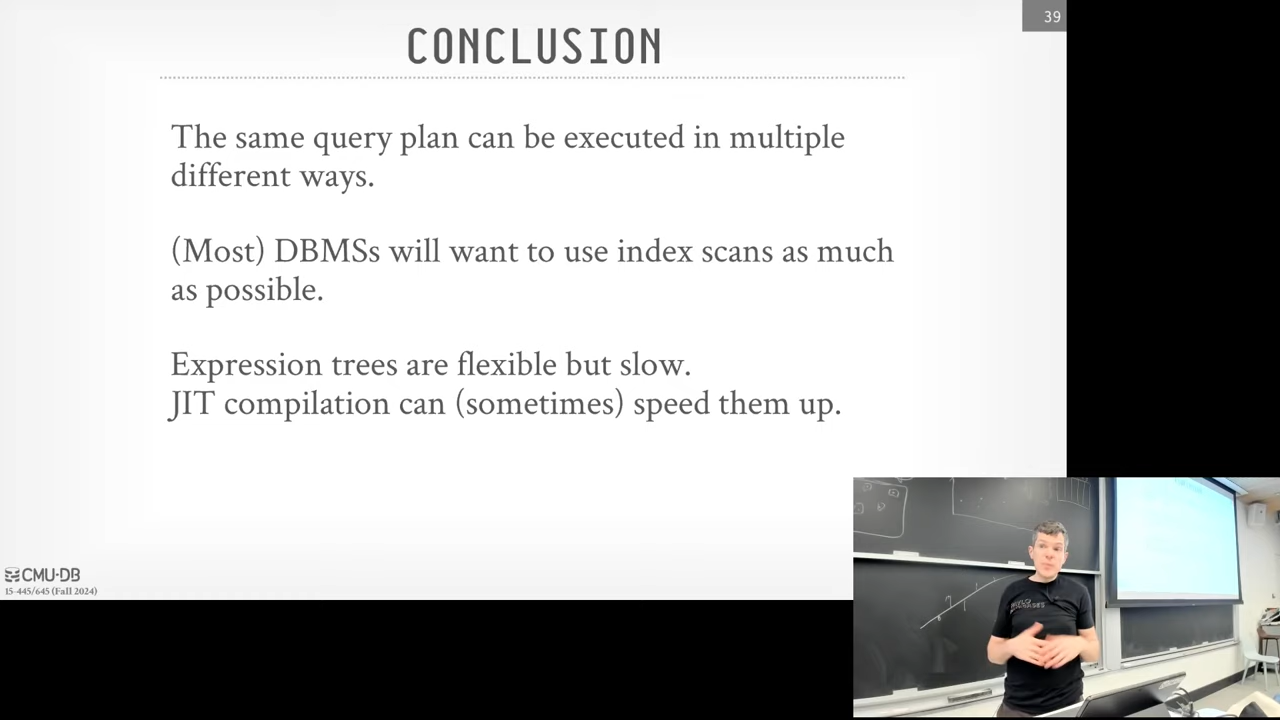 39
CONCLUSION
The same query plan can be executed in multiple
different ways.
(Most) DBMSs will want to use index scans as much
as possible.
Expression trees are flexible but slow.
JIT compilation can (sometimes) speed them up.
CMU·DB
15-445/645 (Fall 2024)